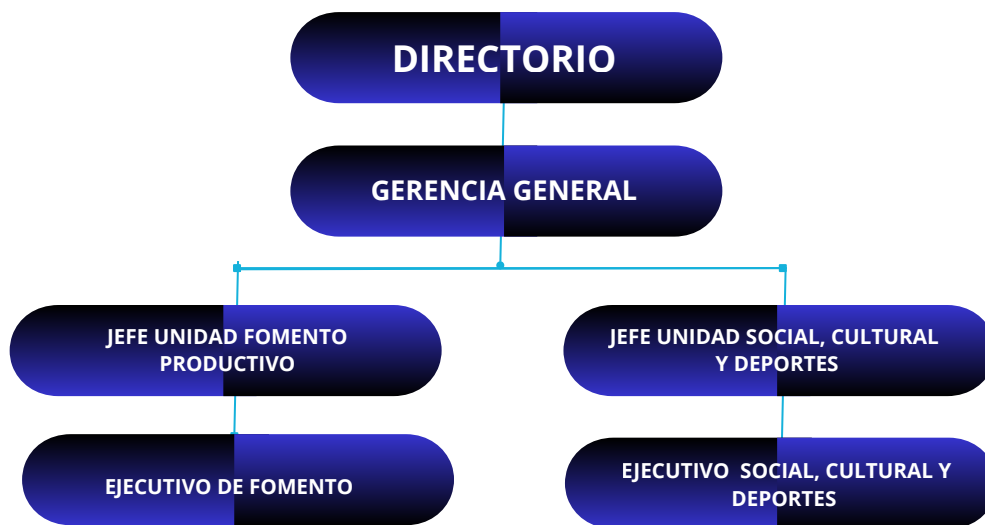 DIRECTORIO
GERENCIA GENERAL
JEFE UNIDAD FOMENTO
PRODUCTIVO
JEFE UNIDAD SOCIAL, CULTURAL
Y DEPORTES
EJECUTIVO DE FOMENTO
EJECUTIVO  SOCIAL, CULTURAL Y
DEPORTES